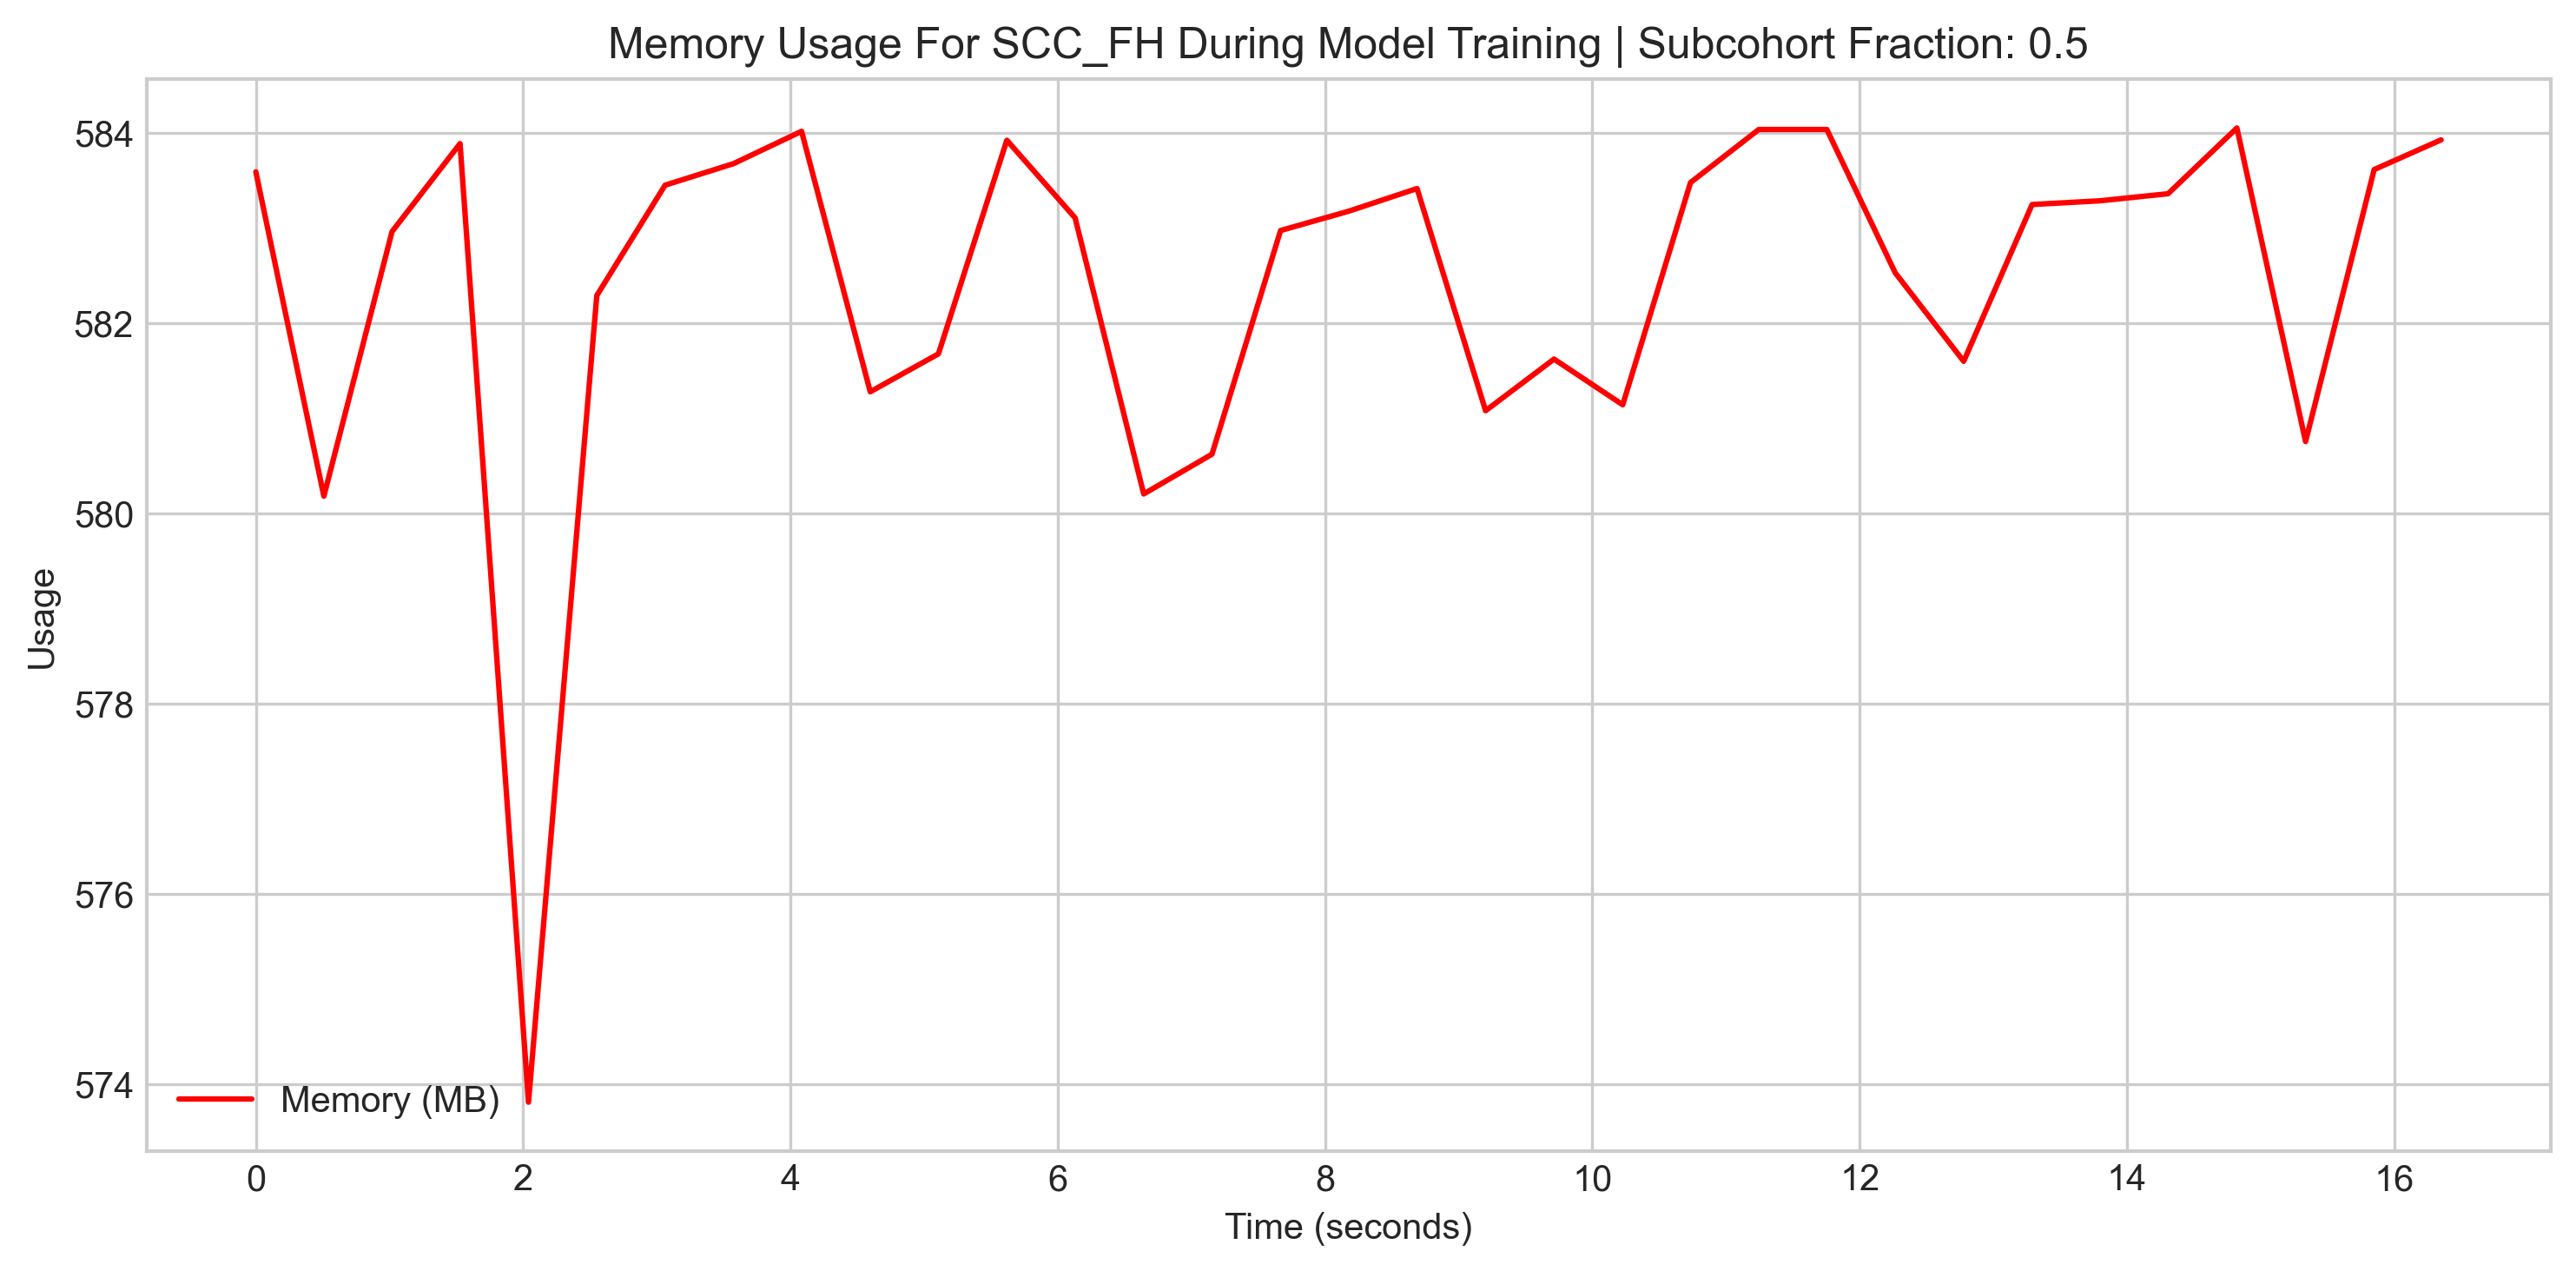 Memory Usage For SCC_FH During Model Training | Subcohort Fraction: 0.5
584
582
580
578
576
574
Usage
Memory (MB)
0 2 4 6 8 10 12 14 16
Time (seconds)